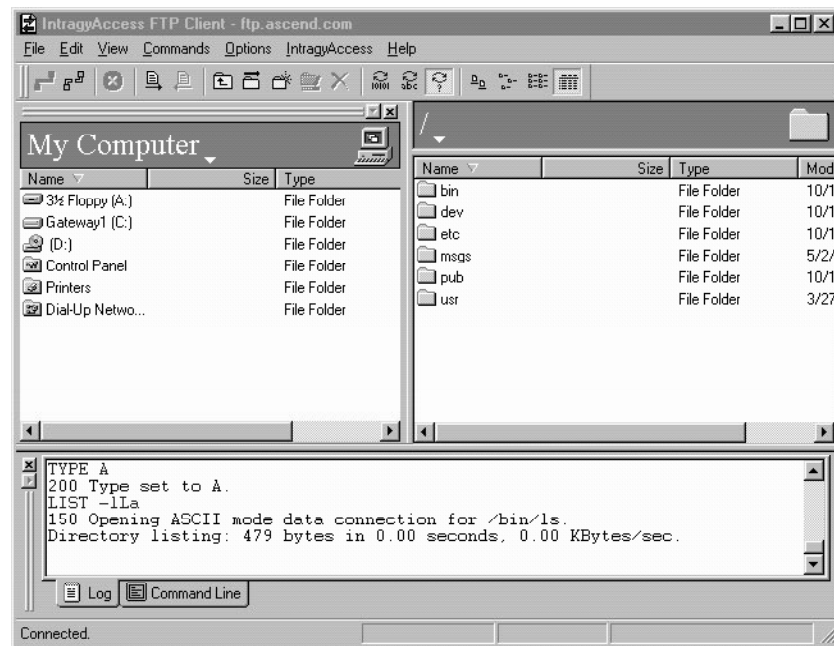 IntragyAccess FTP Client - ftp.ascend.com
File Edit View Commands Options IntragyAccess Help
My Computer
Name Size Type
3½ Floppy (A:) File Folder
Gateway1 (C:) File Folder
(D:) File Folder
Control Panel File Folder
Printers File Folder
Dial-Up Netwo... File Folder
/
Name Size Type Mod
bin File Folder 10/1
dev File Folder 10/1
etc File Folder 10/1
msgs File Folder 5/2/
pub File Folder 10/1
usr File Folder 3/27
TYPE A
200 Type set to A.
LIST -lLa
150 Opening ASCII mode data connection for /bin/ls.
Directory listing: 479 bytes in 0.00 seconds, 0.00 KBytes/sec.
Log Command Line
Connected.